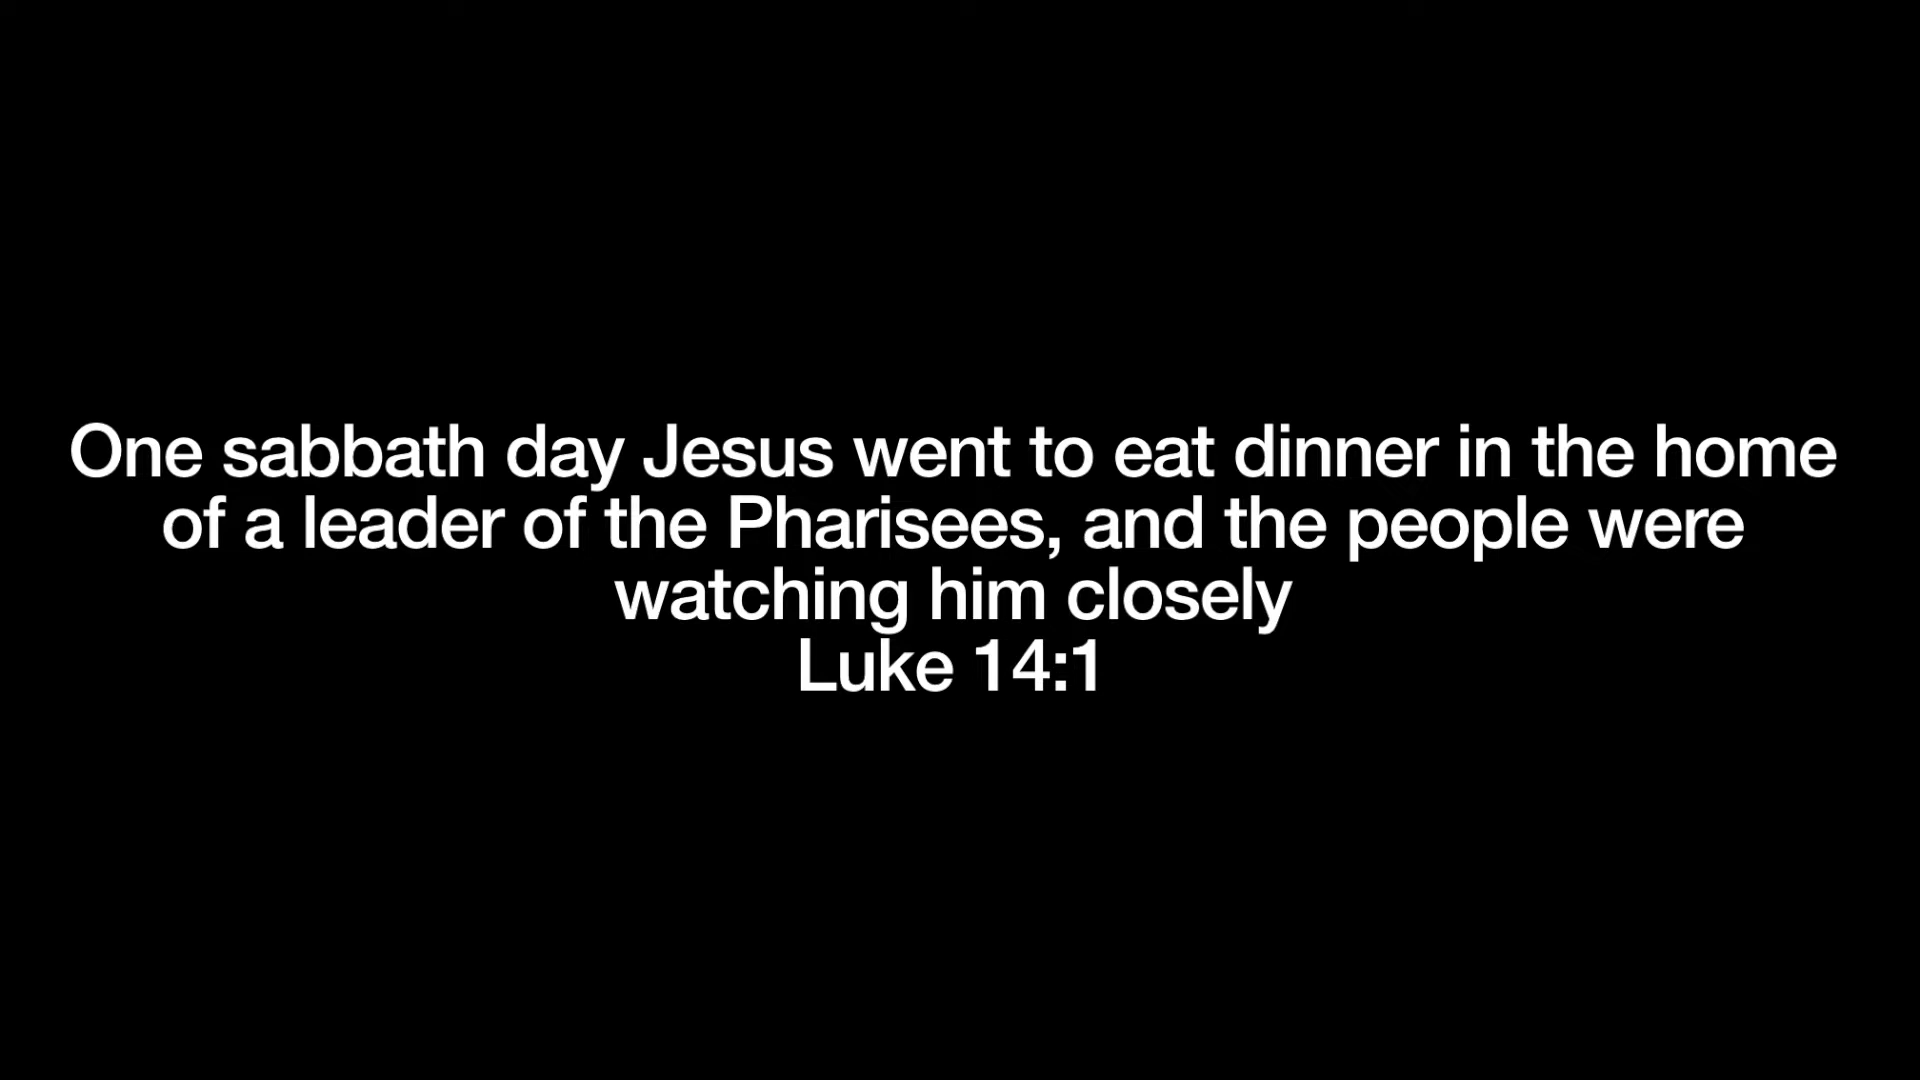 One sabbath day Jesus went to eat dinner in the home
of a leader of the Pharisees, and the people were
watching him closely
Luke 14:1